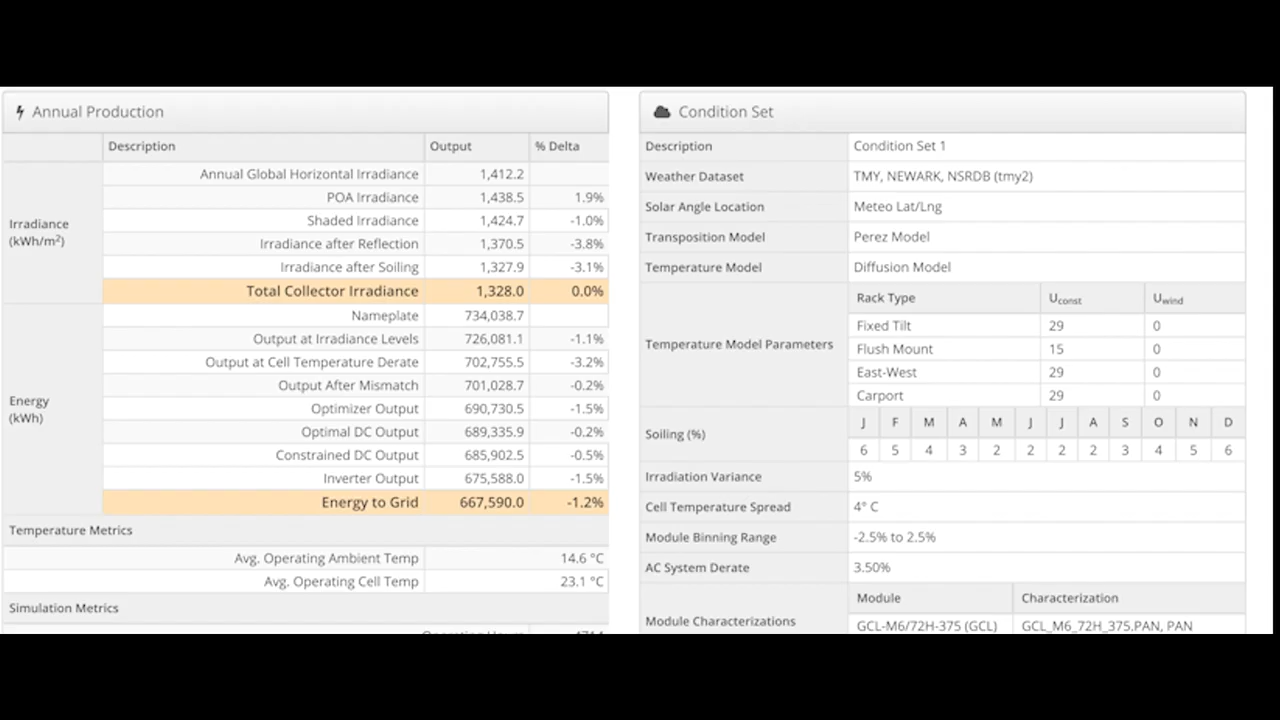 Annual Production
Description Output % Delta
Irradiance (kWh/m²)
Annual Global Horizontal Irradiance 1,412.2
POA Irradiance 1,438.5 1.9%
Shaded Irradiance 1,424.7 -1.0%
Irradiance after Reflection 1,370.5 -3.8%
Irradiance after Soiling 1,327.9 -3.1%
Total Collector Irradiance 1,328.0 0.0%
Energy (kWh)
Nameplate 734,038.7
Output at Irradiance Levels 726,081.1 -1.1%
Output at Cell Temperature Derate 702,755.5 -3.2%
Output After Mismatch 701,028.7 -0.2%
Optimizer Output 690,730.5 -1.5%
Optimal DC Output 689,335.9 -0.2%
Constrained DC Output 685,902.5 -0.5%
Inverter Output 675,588.0 -1.5%
Energy to Grid 667,590.0 -1.2%
Temperature Metrics
Avg. Operating Ambient Temp 14.6 °C
Avg. Operating Cell Temp 23.1 °C
Simulation Metrics
Condition Set
Description Condition Set 1
Weather Dataset TMY, NEWARK, NSRDB (tmy2)
Solar Angle Location Meteo Lat/Lng
Transposition Model Perez Model
Temperature Model Diffusion Model
Temperature Model Parameters
Rack Type Uconst Uwind
Fixed Tilt 29 0
Flush Mount 15 0
East-West 29 0
Carport 29 0
Soiling (%)
J F M A M J J A S O N D
6 5 4 3 2 2 2 2 3 4 5 6
Irradiation Variance 5%
Cell Temperature Spread 4° C
Module Binning Range -2.5% to 2.5%
AC System Derate 3.50%
Module Characterizations
Module Characterization
GCL-M6/72H-375 (GCL) GCL_M6_72H_375.PAN, PAN